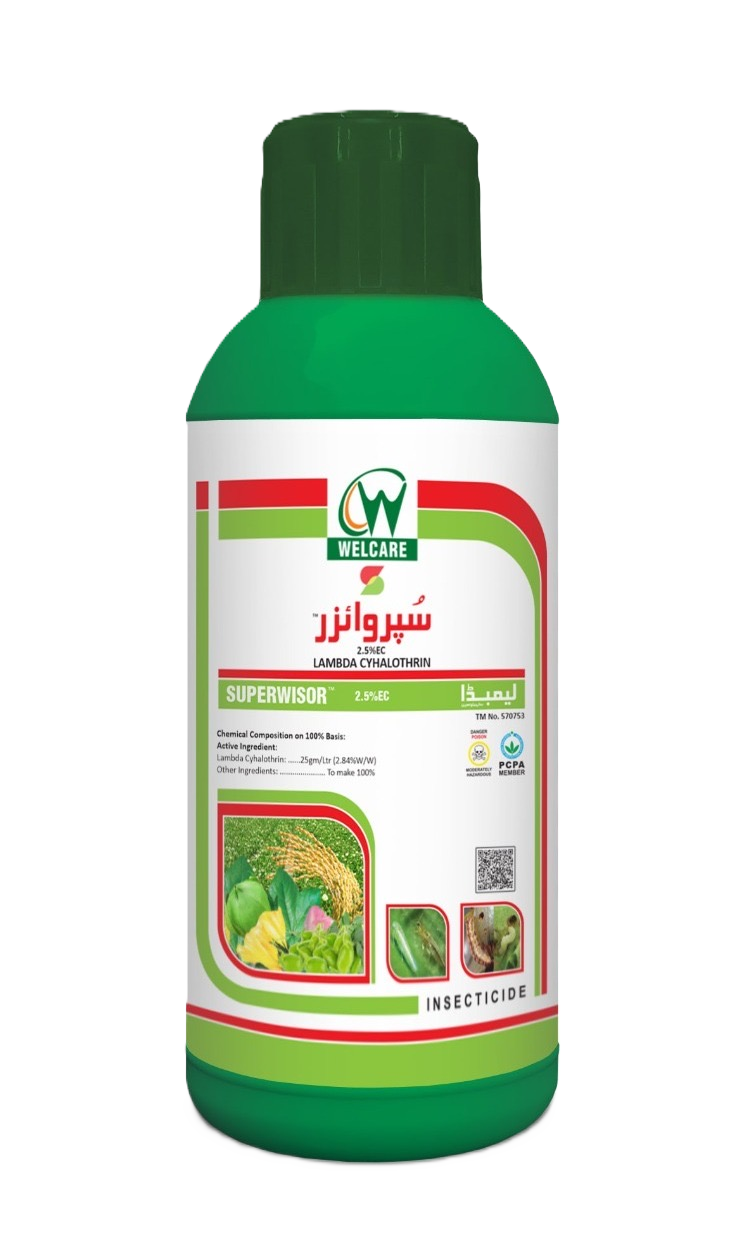 WELCARE
سُپروائزر™
2.5%EC
LAMBDA CYHALOTHRIN
SUPERWISOR™ 2.5%EC لیمبڈا
TM No. 570753
Chemical Composition on 100% Basis:
Active Ingredient:
Lambda Cyhalothrin: ......25gm/Ltr (2.84%W/W)
Other Ingredients: ........................ To make 100%
DANGER
POISON
MODERATELY
HAZARDOUS
PCPA
MEMBER
INSECTICIDE